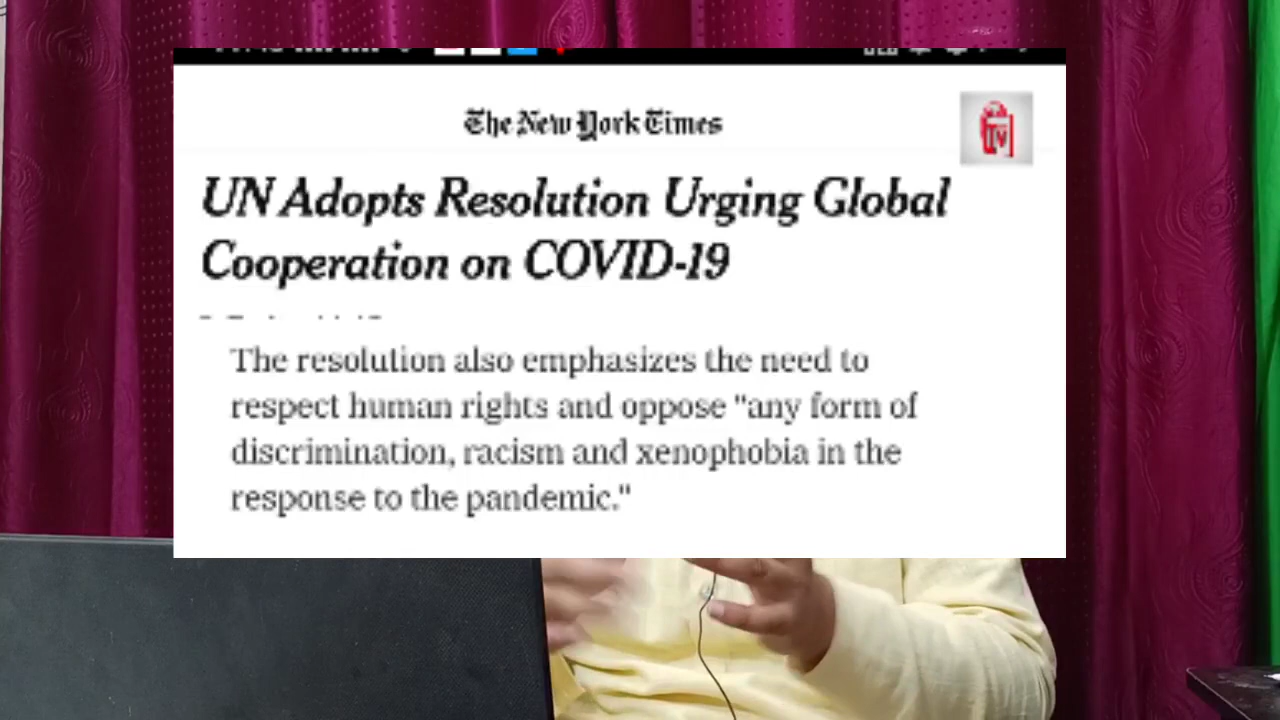 The New York Times
TV
UN Adopts Resolution Urging Global
Cooperation on COVID-19
The resolution also emphasizes the need to
respect human rights and oppose "any form of
discrimination, racism and xenophobia in the
response to the pandemic."